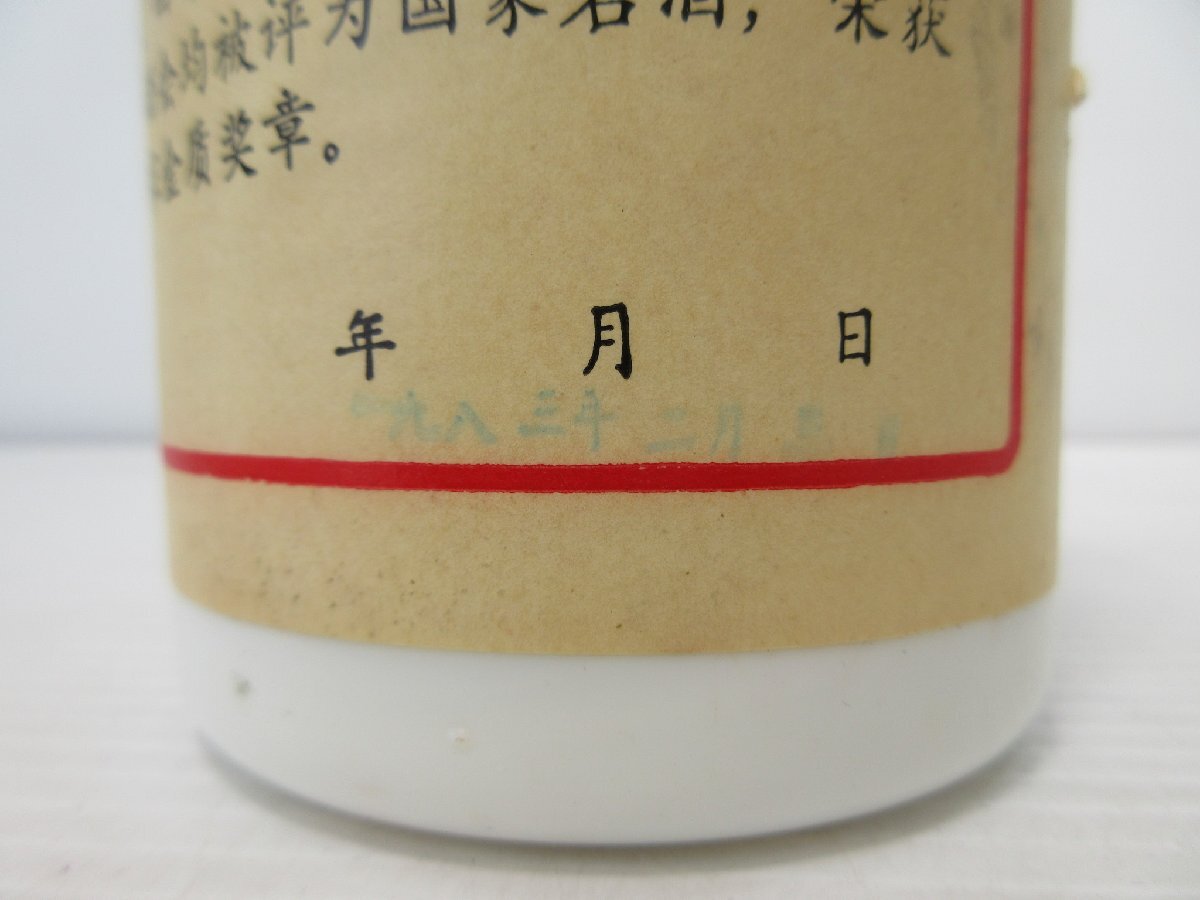 均被评为国家名酒，荣获
金质奖章。
年 月 日
一九八三年 二月 三日